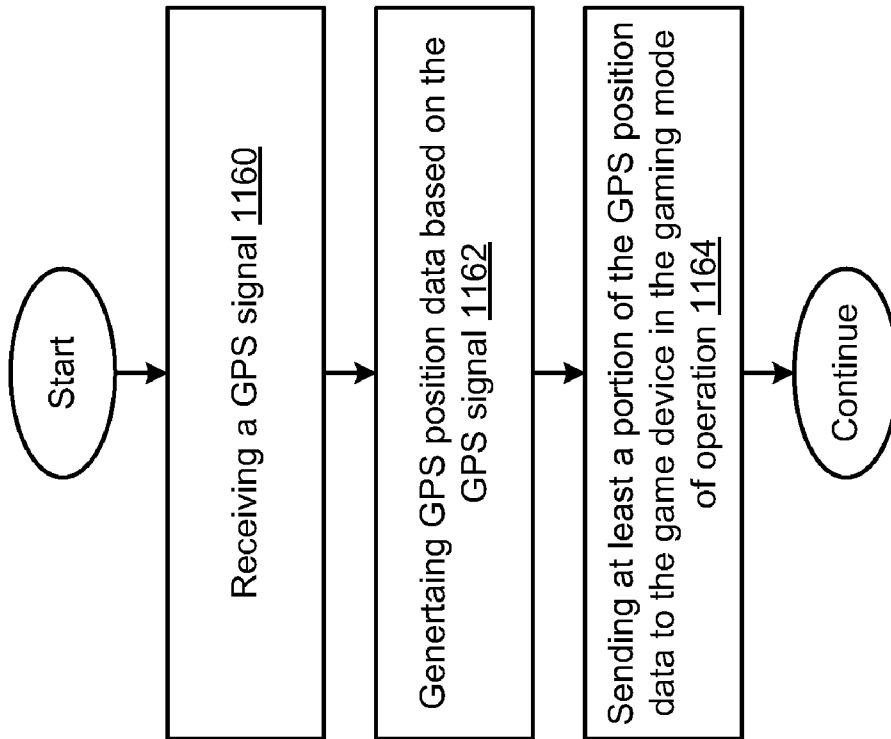 Start
Receiving a GPS signal 1160
Genertaing GPS position data based on the
GPS signal 1162
Sending at least a portion of the GPS position
data to the game device in the gaming mode
of operation 1164
Continue